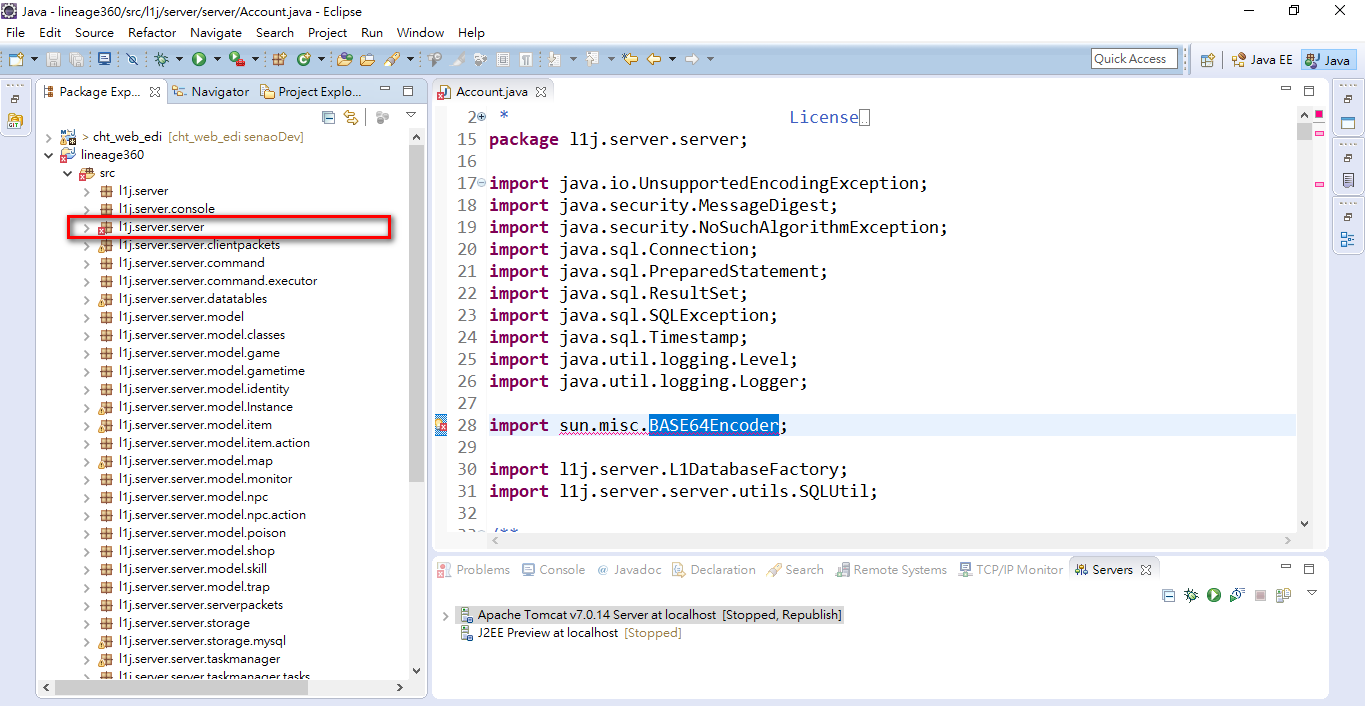 Java - lineage360/src/l1j/server/server/Account.java - Eclipse
File Edit Source Refactor Navigate Search Project Run Window Help
Quick Access
Java EE
Java
Package Exp...
Navigator
Project Explo...
> cht_web_edi [cht_web_edi senaoDev]
lineage360
src
l1j.server
l1j.server.console
l1j.server.server
l1j.server.server.clientpackets
l1j.server.server.command
l1j.server.server.command.executor
l1j.server.server.datatables
l1j.server.server.model
l1j.server.server.model.classes
l1j.server.server.model.game
l1j.server.server.model.gametime
l1j.server.server.model.identity
l1j.server.server.model.Instance
l1j.server.server.model.item
l1j.server.server.model.item.action
l1j.server.server.model.map
l1j.server.server.model.monitor
l1j.server.server.model.npc
l1j.server.server.model.npc.action
l1j.server.server.model.poison
l1j.server.server.model.shop
l1j.server.server.model.skill
l1j.server.server.model.trap
l1j.server.server.serverpackets
l1j.server.server.storage
l1j.server.server.storage.mysql
l1j.server.server.taskmanager
l1j.server.server.taskmanager.tasks
Account.java
2 * License
15 package l1j.server.server;
16
17 import java.io.UnsupportedEncodingException;
18 import java.security.MessageDigest;
19 import java.security.NoSuchAlgorithmException;
20 import java.sql.Connection;
21 import java.sql.PreparedStatement;
22 import java.sql.ResultSet;
23 import java.sql.SQLException;
24 import java.sql.Timestamp;
25 import java.util.logging.Level;
26 import java.util.logging.Logger;
27
28 import sun.misc.BASE64Encoder;
29
30 import l1j.server.L1DatabaseFactory;
31 import l1j.server.server.utils.SQLUtil;
32
33 /**
Problems
Console
@ Javadoc
Declaration
Search
Remote Systems
TCP/IP Monitor
Servers
Apache Tomcat v7.0.14 Server at localhost [Stopped, Republish]
J2EE Preview at localhost [Stopped]